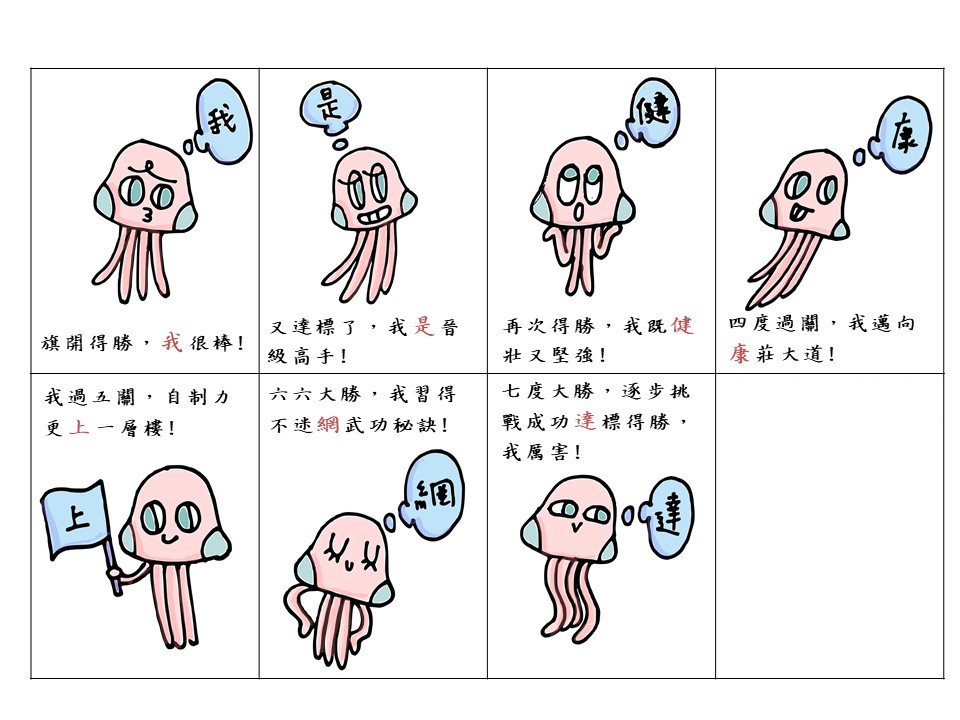 我
旗開得勝，我很棒!
是
又達標了，我是晉
級高手!
健
再次得勝，我既健
壯又堅強!
康
四度過關，我邁向
康莊大道!
我過五關，自制力
更上一層樓!
上
六六大勝，我習得
不迷網武功秘訣!
網
七度大勝，逐步挑
戰成功達標得勝，
我厲害!
達